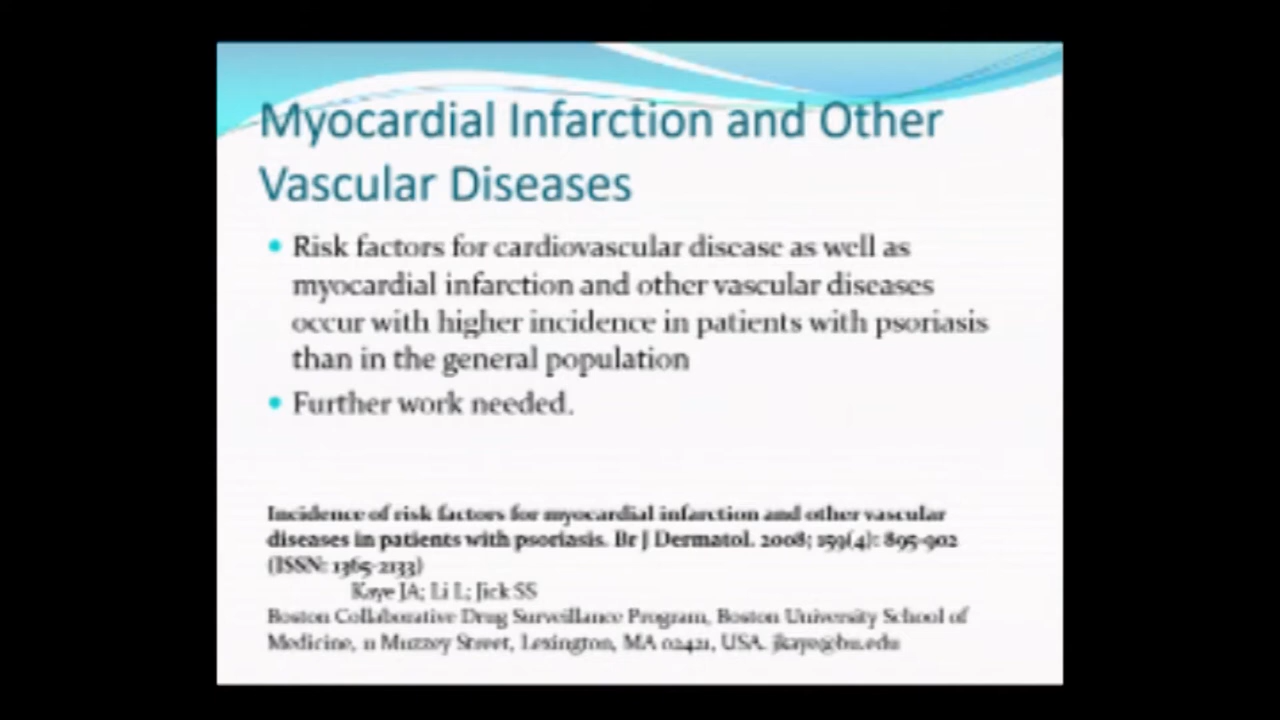 Myocardial Infarction and Other
Vascular Diseases
• Risk factors for cardiovascular disease as well as
myocardial infarction and other vascular diseases
occur with higher incidence in patients with psoriasis
than in the general population
• Further work needed.
Incidence of risk factors for myocardial infarction and other vascular
diseases in patients with psoriasis. Br J Dermatol. 2008; 159(4): 895-902
(ISSN: 1365-2133)
Kaye JA; Li L; Jick SS
Boston Collaborative Drug Surveillance Program, Boston University School of
Medicine, 11 Muzzey Street, Lexington, MA 02421, USA. jkaye@bu.edu